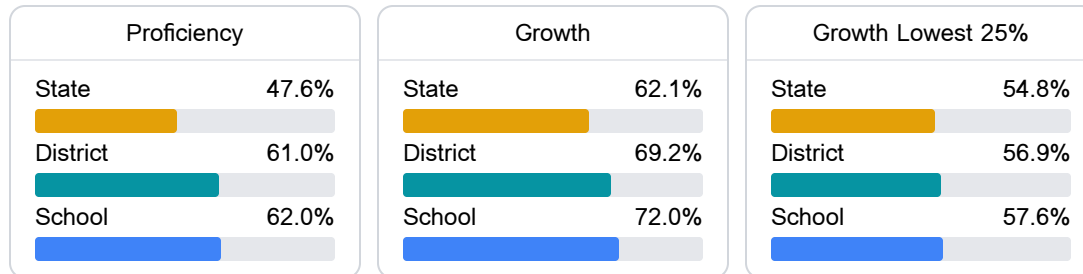 Proficiency
State 47.6%
District 61.0%
School 62.0%
Growth
State 62.1%
District 69.2%
School 72.0%
Growth Lowest 25%
State 54.8%
District 56.9%
School 57.6%